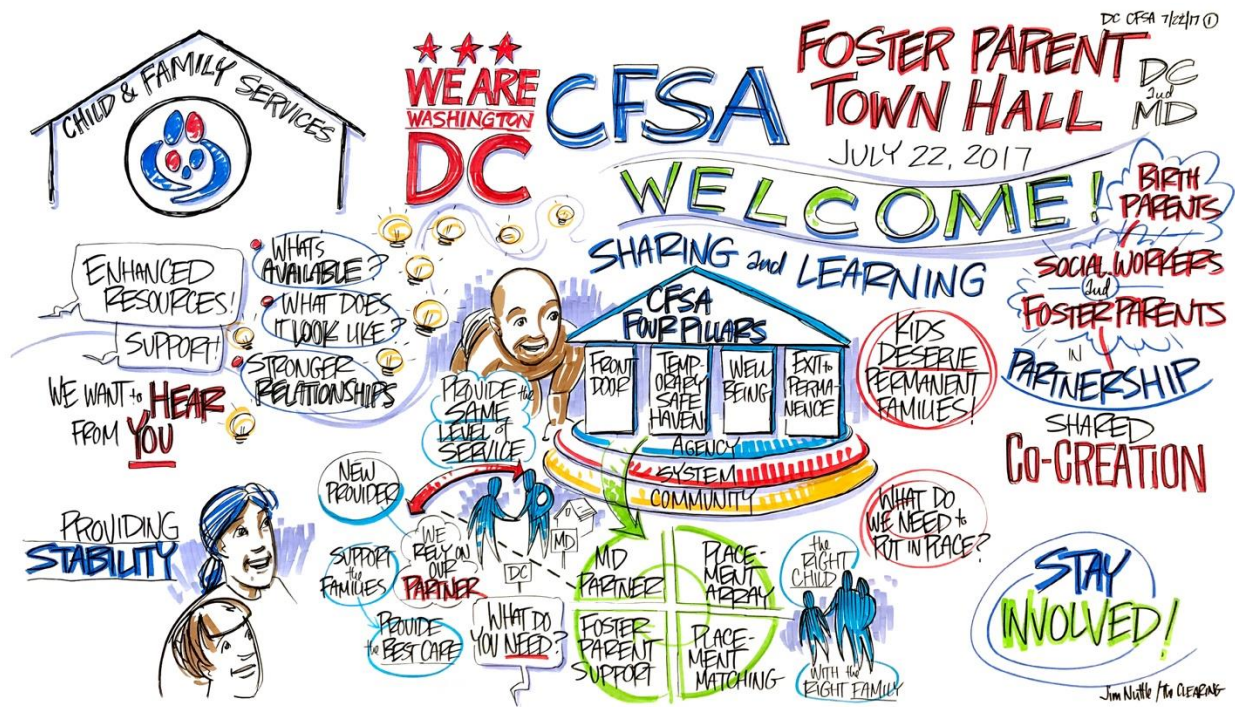 DC CFSA 7/22/17 1
CHILD & FAMILY SERVICES
WE ARE
WASHINGTON
DC
CFSA
FOSTER PARENT
TOWN HALL
DC
and
MD
JULY 22, 2017
WELCOME!
SHARING and LEARNING
BIRTH
PARENTS
SOCIAL WORKERS
and
FOSTER PARENTS
IN
PARTNERSHIP
SHARED
CO-CREATION
ENHANCED
RESOURCES!
SUPPORT!
WE WANT to HEAR
FROM YOU
WHAT'S
AVAILABLE?
WHAT DOES
IT LOOK LIKE?
STRONGER
RELATIONSHIPS
CFSA
FOUR PILLARS
FRONT
DOOR
TEMP-
ORARY
SAFE
HAVEN
WELL
BEING
EXIT to
PERMA-
NENCE
AGENCY
SYSTEM
COMMUNITY
KIDS
DESERVE
PERMANENT
FAMILIES!
PROVIDE the
SAME
LEVEL of
SERVICE
NEW
PROVIDER
WE
RELY ON
OUR
PARTNER
SUPPORT
the
FAMILIES
PROVIDE
the BEST CARE
DC
MD
WHAT DO
YOU NEED?
MD
PARTNER
PLACE-
MENT
ARRAY
FOSTER
PARENT
SUPPORT
PLACE-
MENT
MATCHING
the
RIGHT
CHILD
WITH the
RIGHT FAMILY
WHAT DO
WE NEED to
PUT IN PLACE?
PROVIDING
STABILITY
STAY
INVOLVED!
Jim Nuttle / The CLEARING